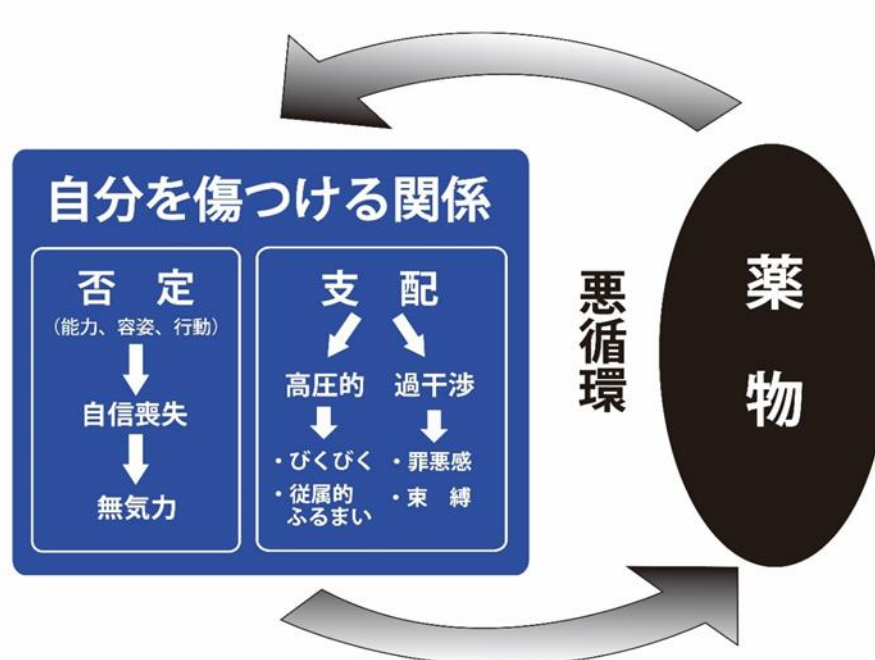 自分を傷つける関係
否 定
（能力、容姿、行動）
自信喪失
無気力
支 配
高圧的
・びくびく
・従属的
ふるまい
過干渉
・罪悪感
・束 縛
悪循環
薬物